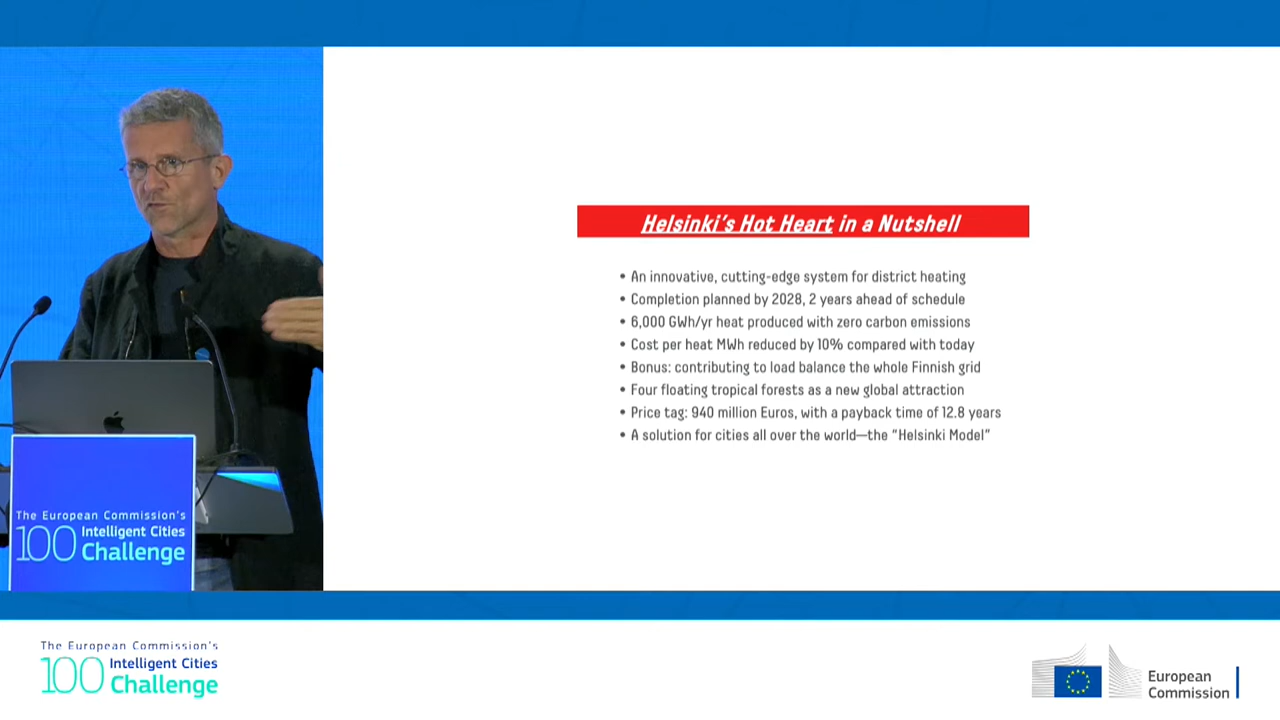 Helsinki's Hot Heart in a Nutshell
• An innovative, cutting-edge system for district heating
• Completion planned by 2028, 2 years ahead of schedule
• 6,000 GWh/yr heat produced with zero carbon emissions
• Cost per heat MWh reduced by 10% compared with today
• Bonus: contributing to load balance the whole Finnish grid
• Four floating tropical forests as a new global attraction
• Price tag: 940 million Euros, with a payback time of 12.8 years
• A solution for cities all over the world—the "Helsinki Model"
The European Commission's
100 Intelligent Cities
Challenge
The European Commission's
100 Intelligent Cities
Challenge
European
Commission